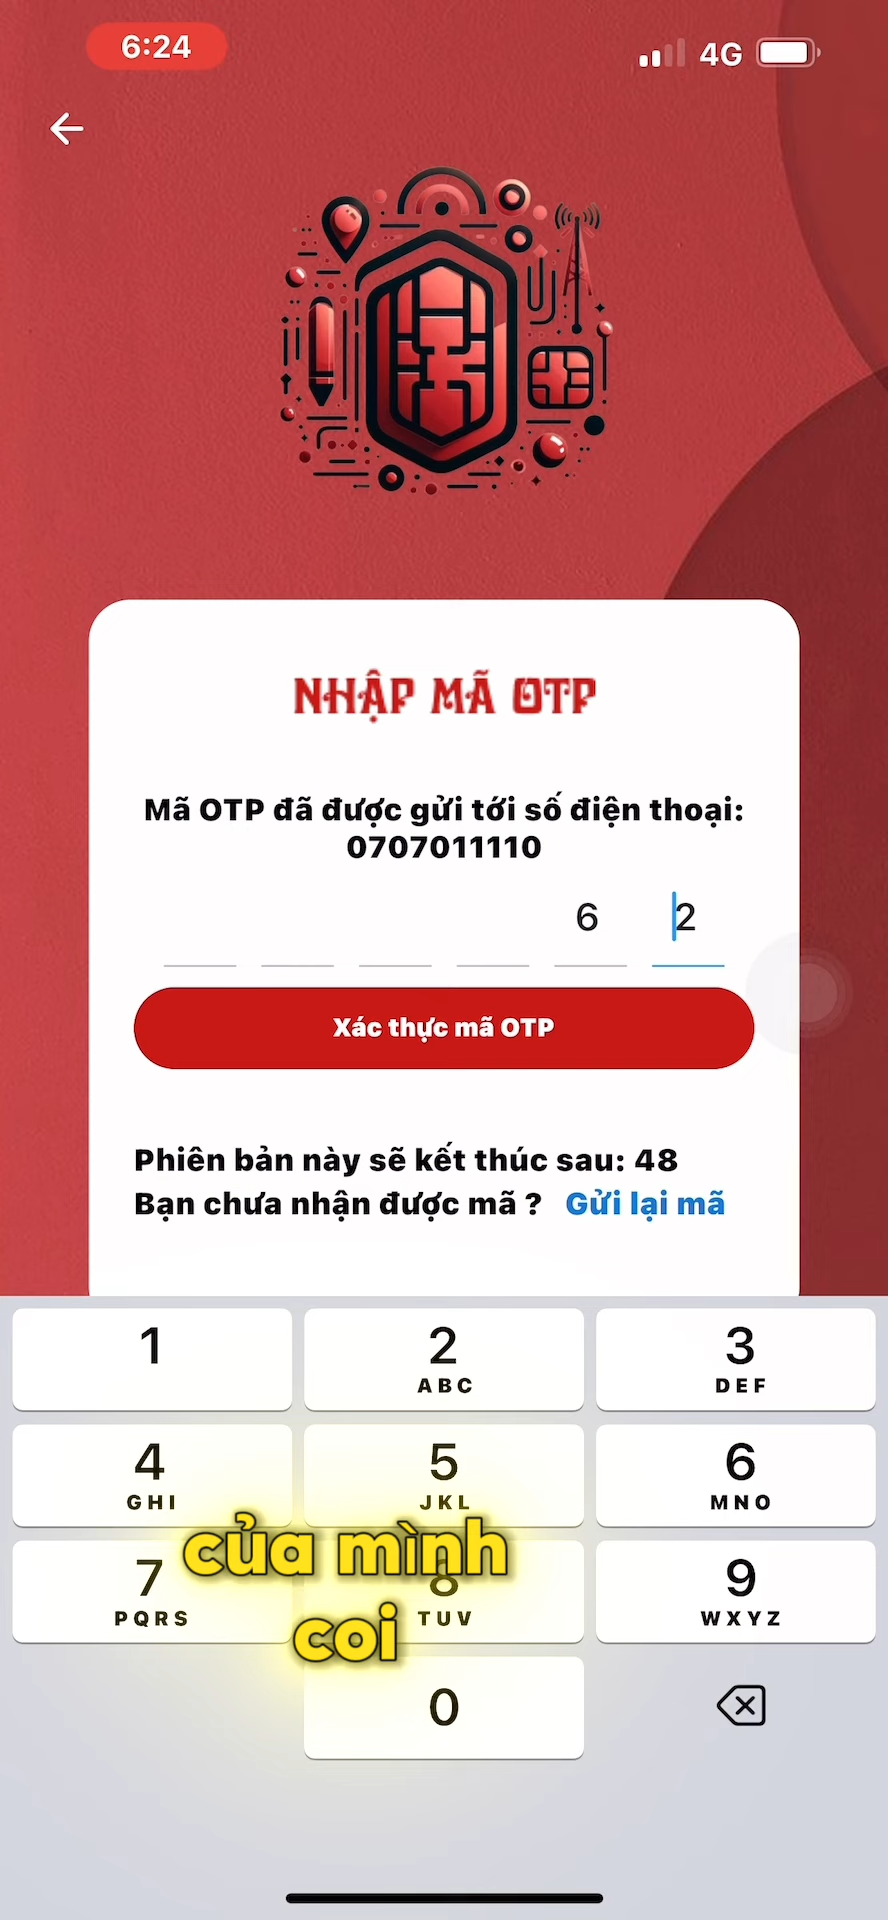 6:24
4G
NHẬP MÃ OTP
Mã OTP đã được gửi tới số điện thoại:
0707011110
6 2
Xác thực mã OTP
Phiên bản này sẽ kết thúc sau: 48
Bạn chưa nhận được mã ? Gửi lại mã
1 2 3
ABC DEF
4 5 6
GHI JKL MNO
của mình
7 8 9
PQRS TUV WXYZ
coi
0